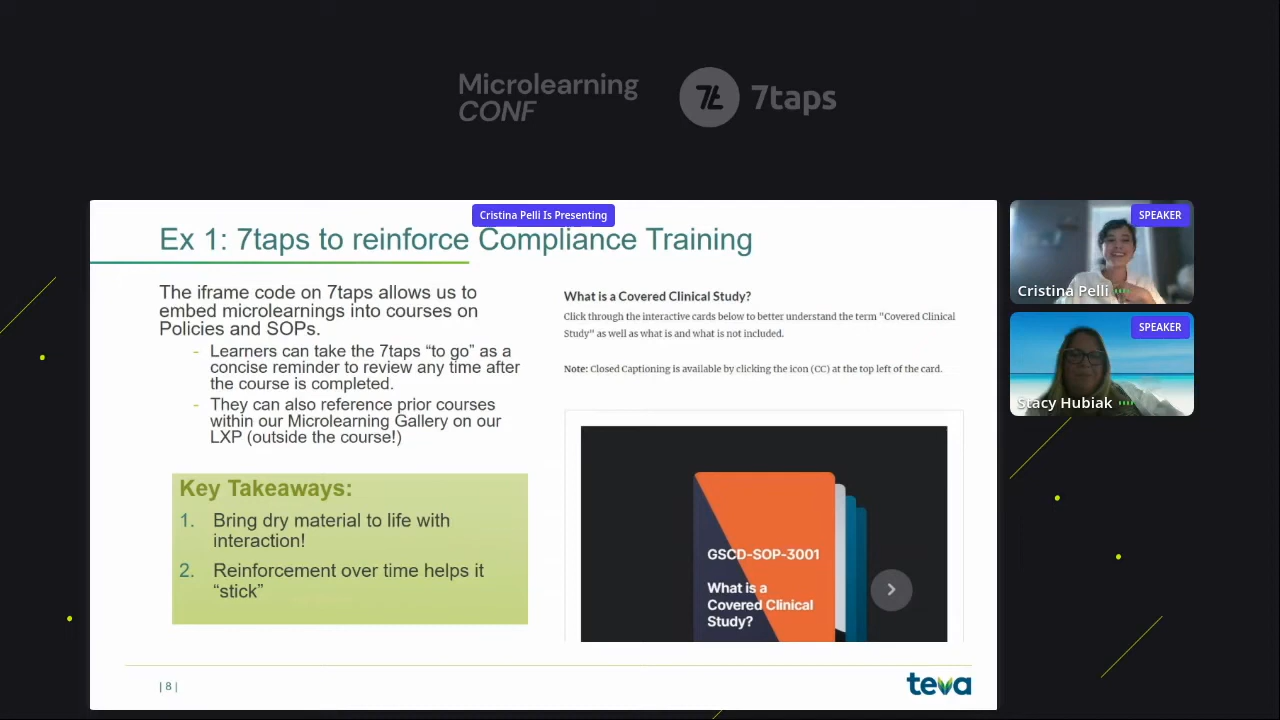 Microlearning
CONF
7taps
Cristina Pelli Is Presenting
Ex 1: 7taps to reinforce Compliance Training
The iframe code on 7taps allows us to
embed microlearnings into courses on
Policies and SOPs.
- Learners can take the 7taps “to go” as a
concise reminder to review any time after
the course is completed.
- They can also reference prior courses
within our Microlearning Gallery on our
LXP (outside the course!)
Key Takeaways:
1. Bring dry material to life with
interaction!
2. Reinforcement over time helps it
“stick”
What is a Covered Clinical Study?
Click through the interactive cards below to better understand the term "Covered Clinical
Study" as well as what is and what is not included.
Note: Closed Captioning is available by clicking the icon (CC) at the top left of the card.
GSCD-SOP-3001
What is a
Covered Clinical
Study?
| 8 |
teva
SPEAKER
Cristina Pelli
SPEAKER
Stacy Hubiak